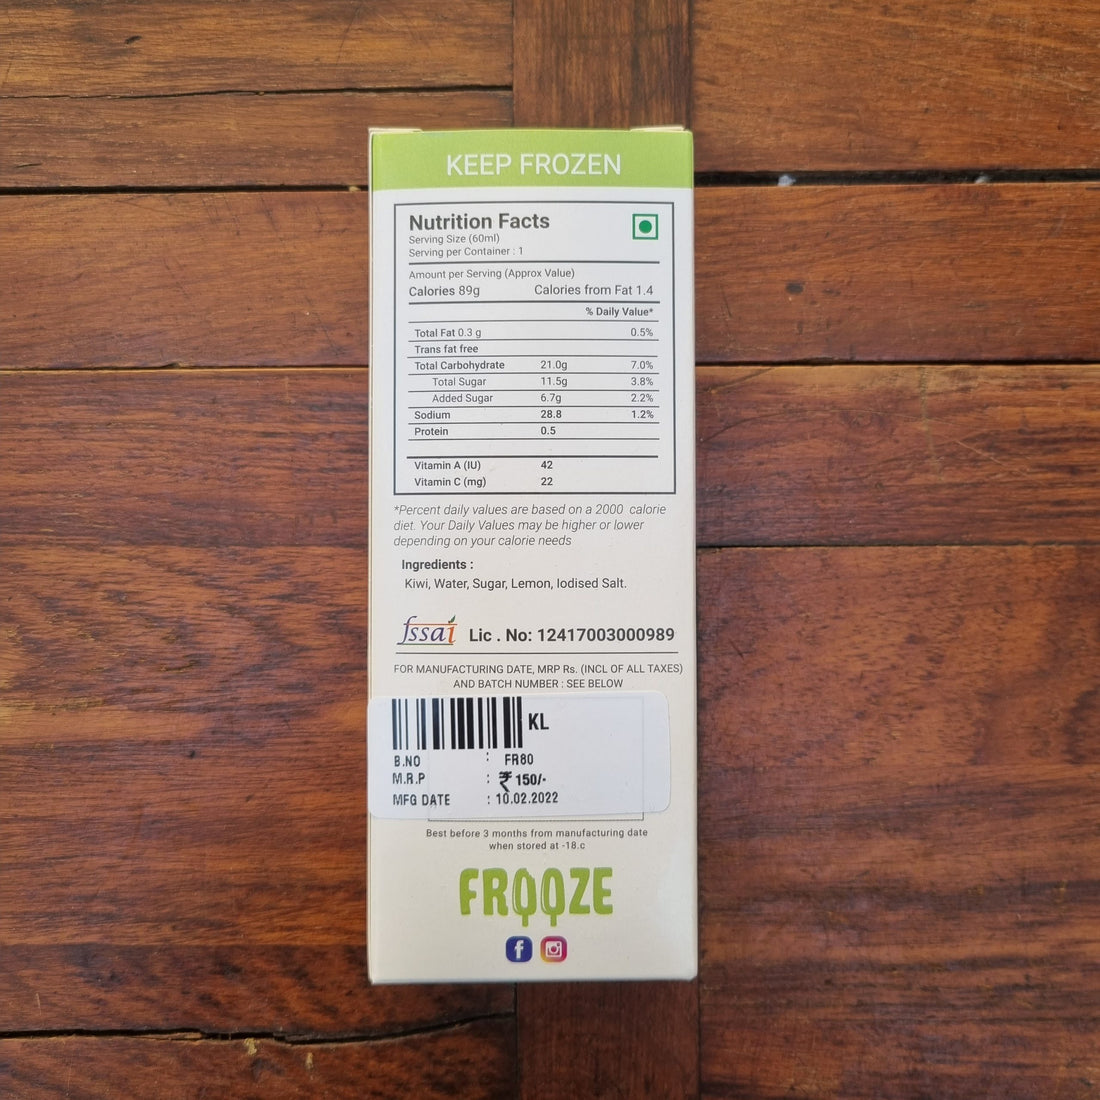 KEEP FROZEN
Nutrition Facts
Serving Size (60ml)
Serving per Container : 1
Amount per Serving (Approx Value)
Calories 89g Calories from Fat 1.4
% Daily Value*
Total Fat 0.3 g 0.5%
Trans fat free
Total Carbohydrate 21.0g 7.0%
Total Sugar 11.5g 3.8%
Added Sugar 6.7g 2.2%
Sodium 28.8 1.2%
Protein 0.5
Vitamin A (IU) 42
Vitamin C (mg) 22
*Percent daily values are based on a 2000 calorie
diet. Your Daily Values may be higher or lower
depending on your calorie needs
Ingredients :
Kiwi, Water, Sugar, Lemon, Iodised Salt.
fssai Lic . No: 12417003000989
FOR MANUFACTURING DATE, MRP Rs. (INCL OF ALL TAXES)
AND BATCH NUMBER : SEE BELOW
KL
B.NO : FR80
M.R.P : ₹ 150/-
MFG DATE : 10.02.2022
Best before 3 months from manufacturing date
when stored at -18.c
FROOZE